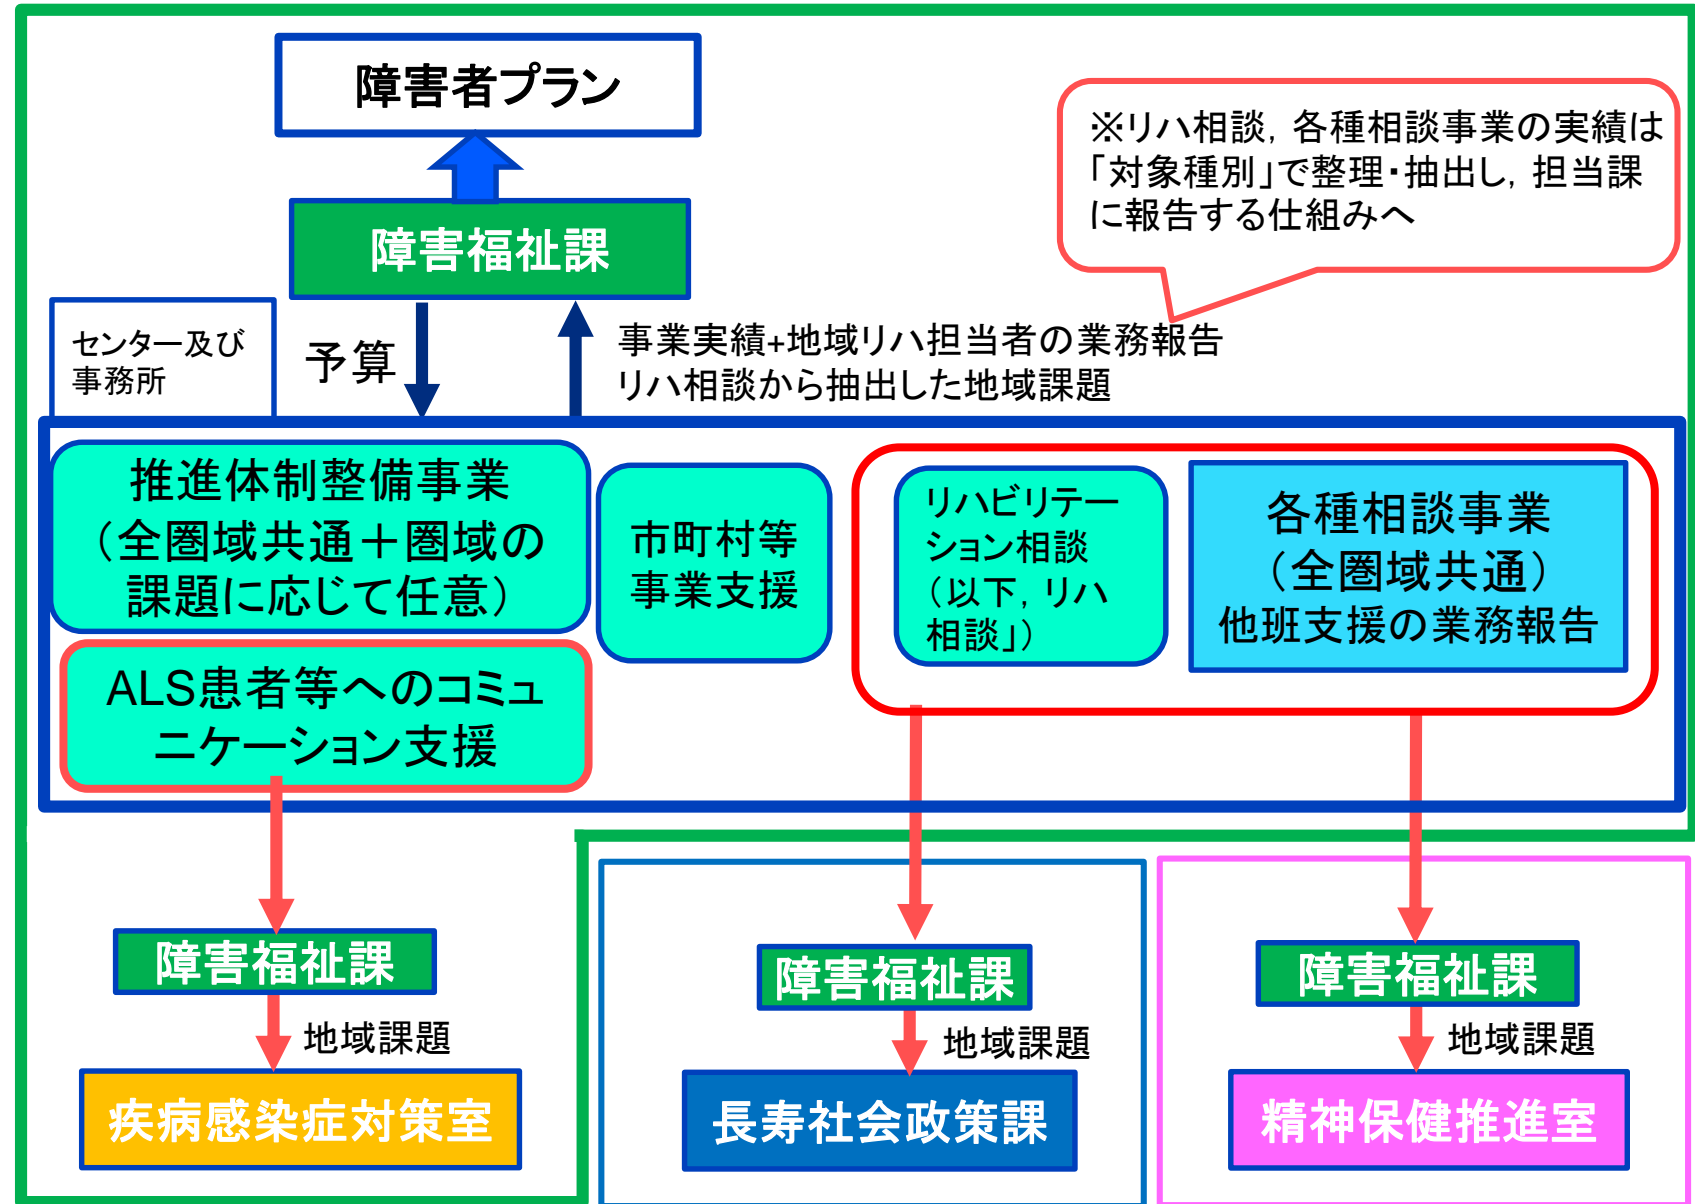 障害者プラン
※リハ相談，各種相談事業の実績は
「対象種別」で整理・抽出し，担当課
に報告する仕組みへ
障害福祉課
センター及び
事務所
予算
事業実績+地域リハ担当者の業務報告
リハ相談から抽出した地域課題
推進体制整備事業
（全圏域共通＋圏域の
課題に応じて任意）
市町村等
事業支援
リハビリテー
ション相談
（以下，リハ
相談」）
各種相談事業
（全圏域共通）
他班支援の業務報告
ALS患者等へのコミュ
ニケーション支援
障害福祉課
地域課題
疾病感染症対策室
障害福祉課
地域課題
長寿社会政策課
障害福祉課
地域課題
精神保健推進室